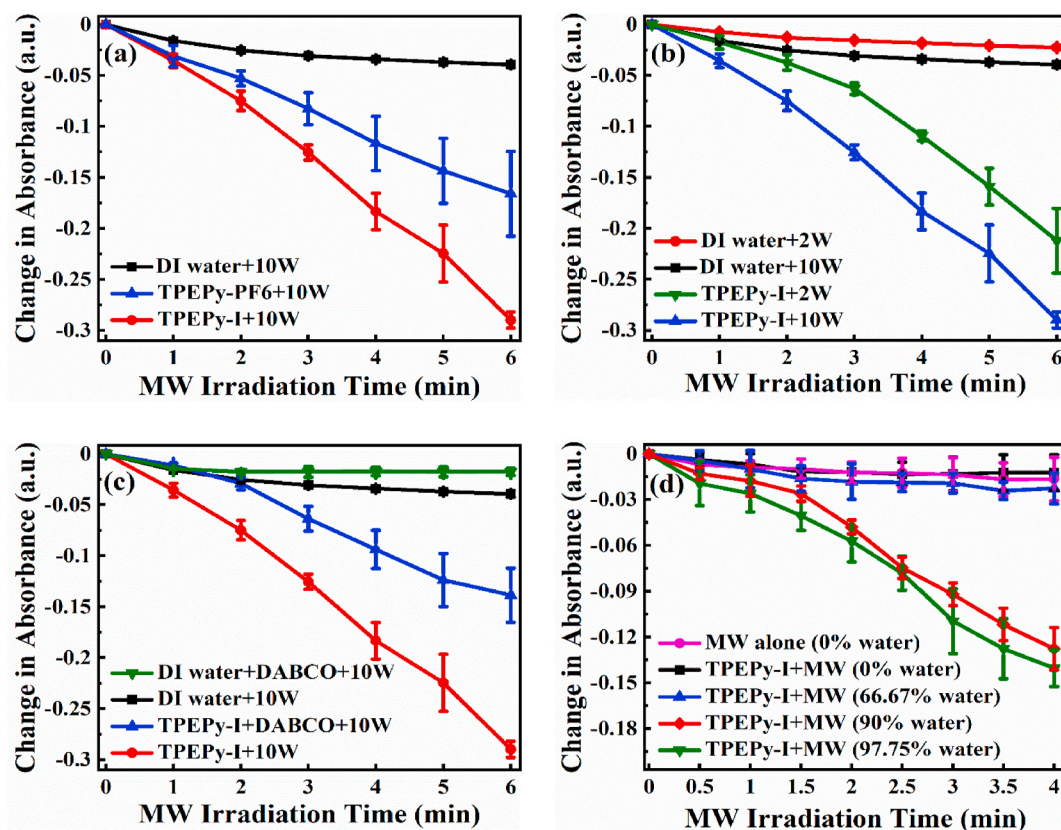 Change in Absorbance (a.u.)
0
-0.05
-0.1
-0.15
-0.2
-0.25
-0.3
(a)
DI water+10W
TPEPy-PF6+10W
TPEPy-I+10W
0 1 2 3 4 5 6
MW Irradiation Time (min)
Change in Absorbance (a.u.)
0
-0.05
-0.1
-0.15
-0.2
-0.25
-0.3
(b)
DI water+2W
DI water+10W
TPEPy-I+2W
TPEPy-I+10W
0 1 2 3 4 5 6
MW Irradiation Time (min)
Change in Absorbance (a.u.)
0
-0.05
-0.1
-0.15
-0.2
-0.25
-0.3
(c)
DI water+DABCO+10W
DI water+10W
TPEPy-I+DABCO+10W
TPEPy-I+10W
0 1 2 3 4 5 6
MW Irradiation Time (min)
Change in Absorbance (a.u.)
0
-0.03
-0.06
-0.09
-0.12
-0.15
-0.18
(d)
MW alone (0% water)
TPEPy-I+MW (0% water)
TPEPy-I+MW (66.67% water)
TPEPy-I+MW (90% water)
TPEPy-I+MW (97.75% water)
0 0.5 1 1.5 2 2.5 3 3.5 4
MW Irradiation Time (min)